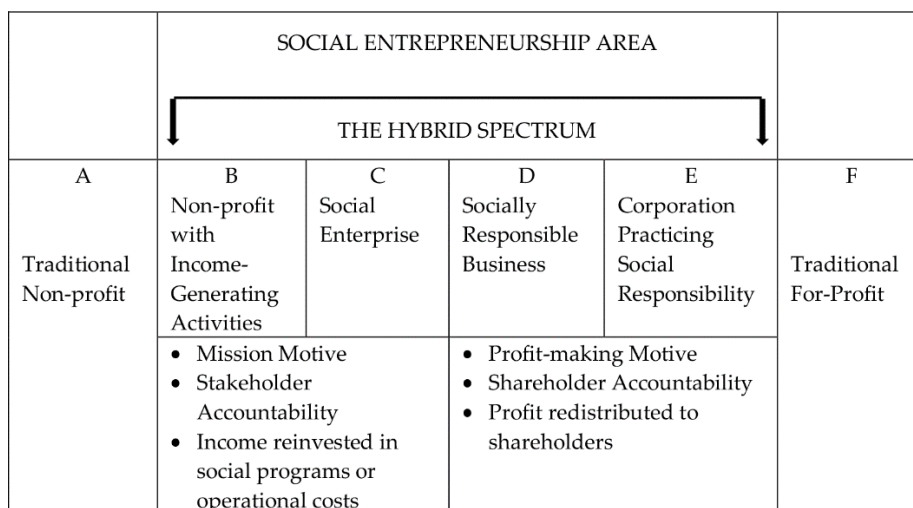 SOCIAL ENTREPRENEURSHIP AREA
THE HYBRID SPECTRUM
A
Traditional
Non-profit
B
Non-profit
with
Income-
Generating
Activities
C
Social
Enterprise
D
Socially
Responsible
Business
E
Corporation
Practicing
Social
Responsibility
F
Traditional
For-Profit
• Mission Motive
• Stakeholder
Accountability
• Income reinvested in
social programs or
operational costs
• Profit-making Motive
• Shareholder Accountability
• Profit redistributed to
shareholders